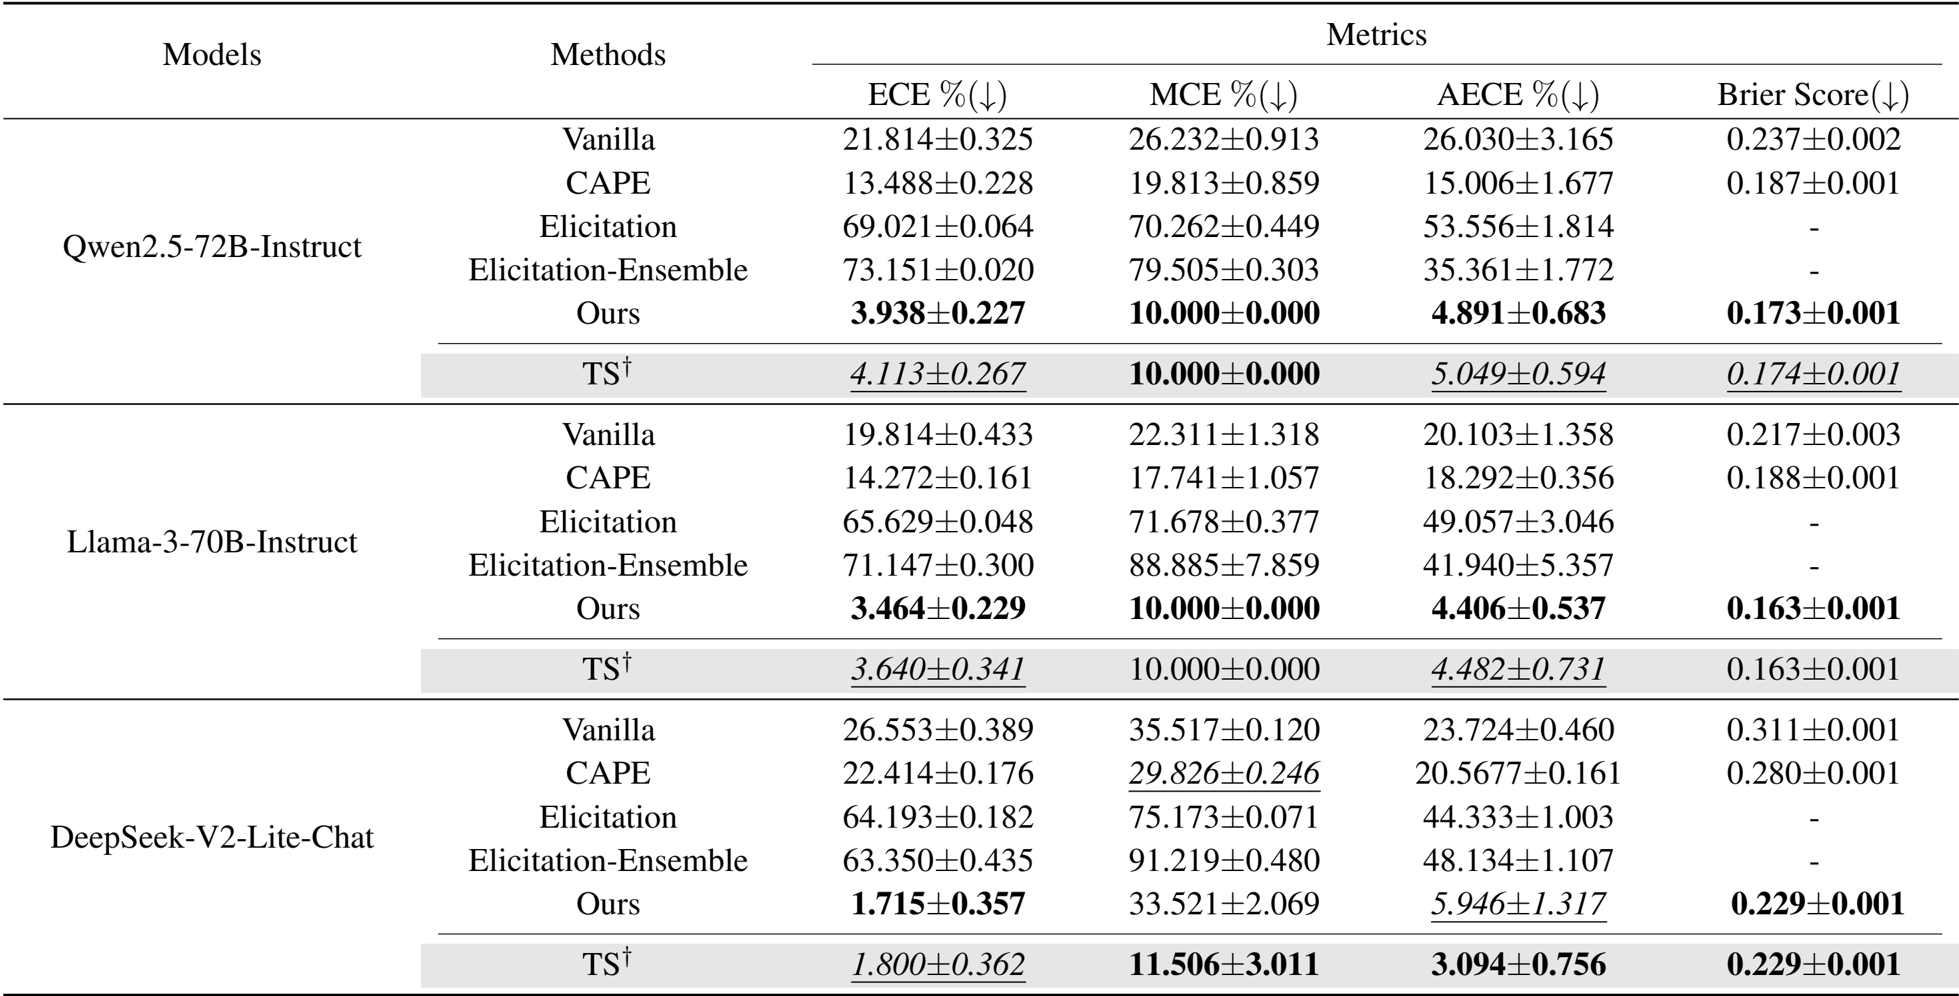 Models Methods Metrics
ECE %(↓) MCE %(↓) AECE %(↓) Brier Score(↓)
Qwen2.5-72B-Instruct
Vanilla 21.814±0.325 26.232±0.913 26.030±3.165 0.237±0.002
CAPE 13.488±0.228 19.813±0.859 15.006±1.677 0.187±0.001
Elicitation 69.021±0.064 70.262±0.449 53.556±1.814 -
Elicitation-Ensemble 73.151±0.020 79.505±0.303 35.361±1.772 -
Ours 3.938±0.227 10.000±0.000 4.891±0.683 0.173±0.001
TS† 4.113±0.267 10.000±0.000 5.049±0.594 0.174±0.001
Llama-3-70B-Instruct
Vanilla 19.814±0.433 22.311±1.318 20.103±1.358 0.217±0.003
CAPE 14.272±0.161 17.741±1.057 18.292±0.356 0.188±0.001
Elicitation 65.629±0.048 71.678±0.377 49.057±3.046 -
Elicitation-Ensemble 71.147±0.300 88.885±7.859 41.940±5.357 -
Ours 3.464±0.229 10.000±0.000 4.406±0.537 0.163±0.001
TS† 3.640±0.341 10.000±0.000 4.482±0.731 0.163±0.001
DeepSeek-V2-Lite-Chat
Vanilla 26.553±0.389 35.517±0.120 23.724±0.460 0.311±0.001
CAPE 22.414±0.176 29.826±0.246 20.5677±0.161 0.280±0.001
Elicitation 64.193±0.182 75.173±0.071 44.333±1.003 -
Elicitation-Ensemble 63.350±0.435 91.219±0.480 48.134±1.107 -
Ours 1.715±0.357 33.521±2.069 5.946±1.317 0.229±0.001
TS† 1.800±0.362 11.506±3.011 3.094±0.756 0.229±0.001